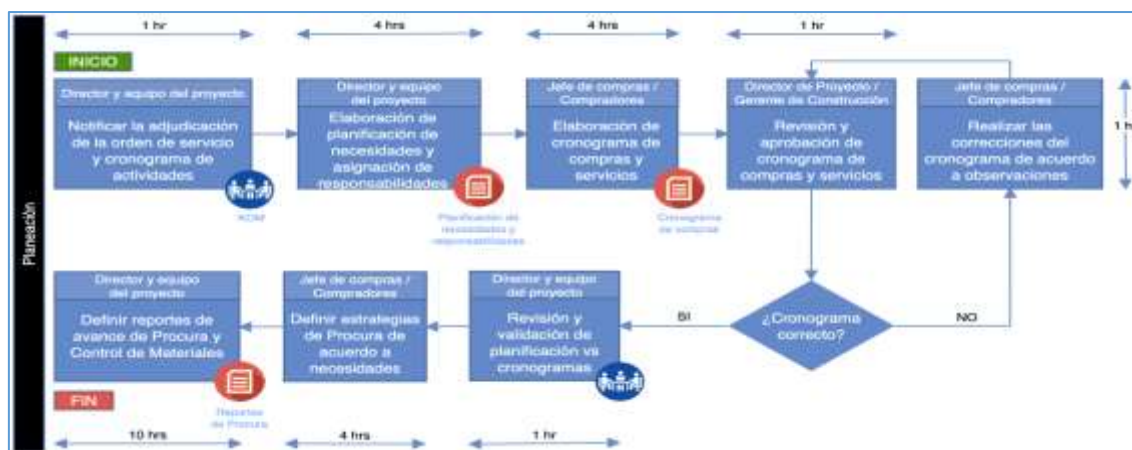 1 hr
4 hrs
4 hrs
1 hr
INICIO
Director y equipo del proyecto
Notificar la adjudicación
de la orden de servicio
y cronograma de
actividades
KOM
Director y equipo
del proyecto
Elaboración de
planificación de
necesidades y
asignación de
responsabilidades
Planificación de
necesidades y
responsabilidades
Jefe de compras /
Compradores
Elaboración de
cronograma de
compras y
servicios
Cronograma
de compras
Director de Proyecto /
Gerente de Construcción
Revisión y
aprobación de
cronograma de
compras y servicios
Jefe de compras /
Compradores
Realizar las
correcciones del
cronograma de acuerdo
a observaciones
1 hr
Planeación
¿Cronograma
correcto?
SI
NO
Director y equipo
del proyecto
Revisión y
validación de
planificación vs
cronogramas
Jefe de compras /
Compradores
Definir estrategias
de Procura de
acuerdo a
necesidades
Director y equipo
del proyecto
Definir reportes de
avance de Procura y
Control de Materiales
Reportes
de Procura
FIN
10 hrs
4 hrs
1 hr